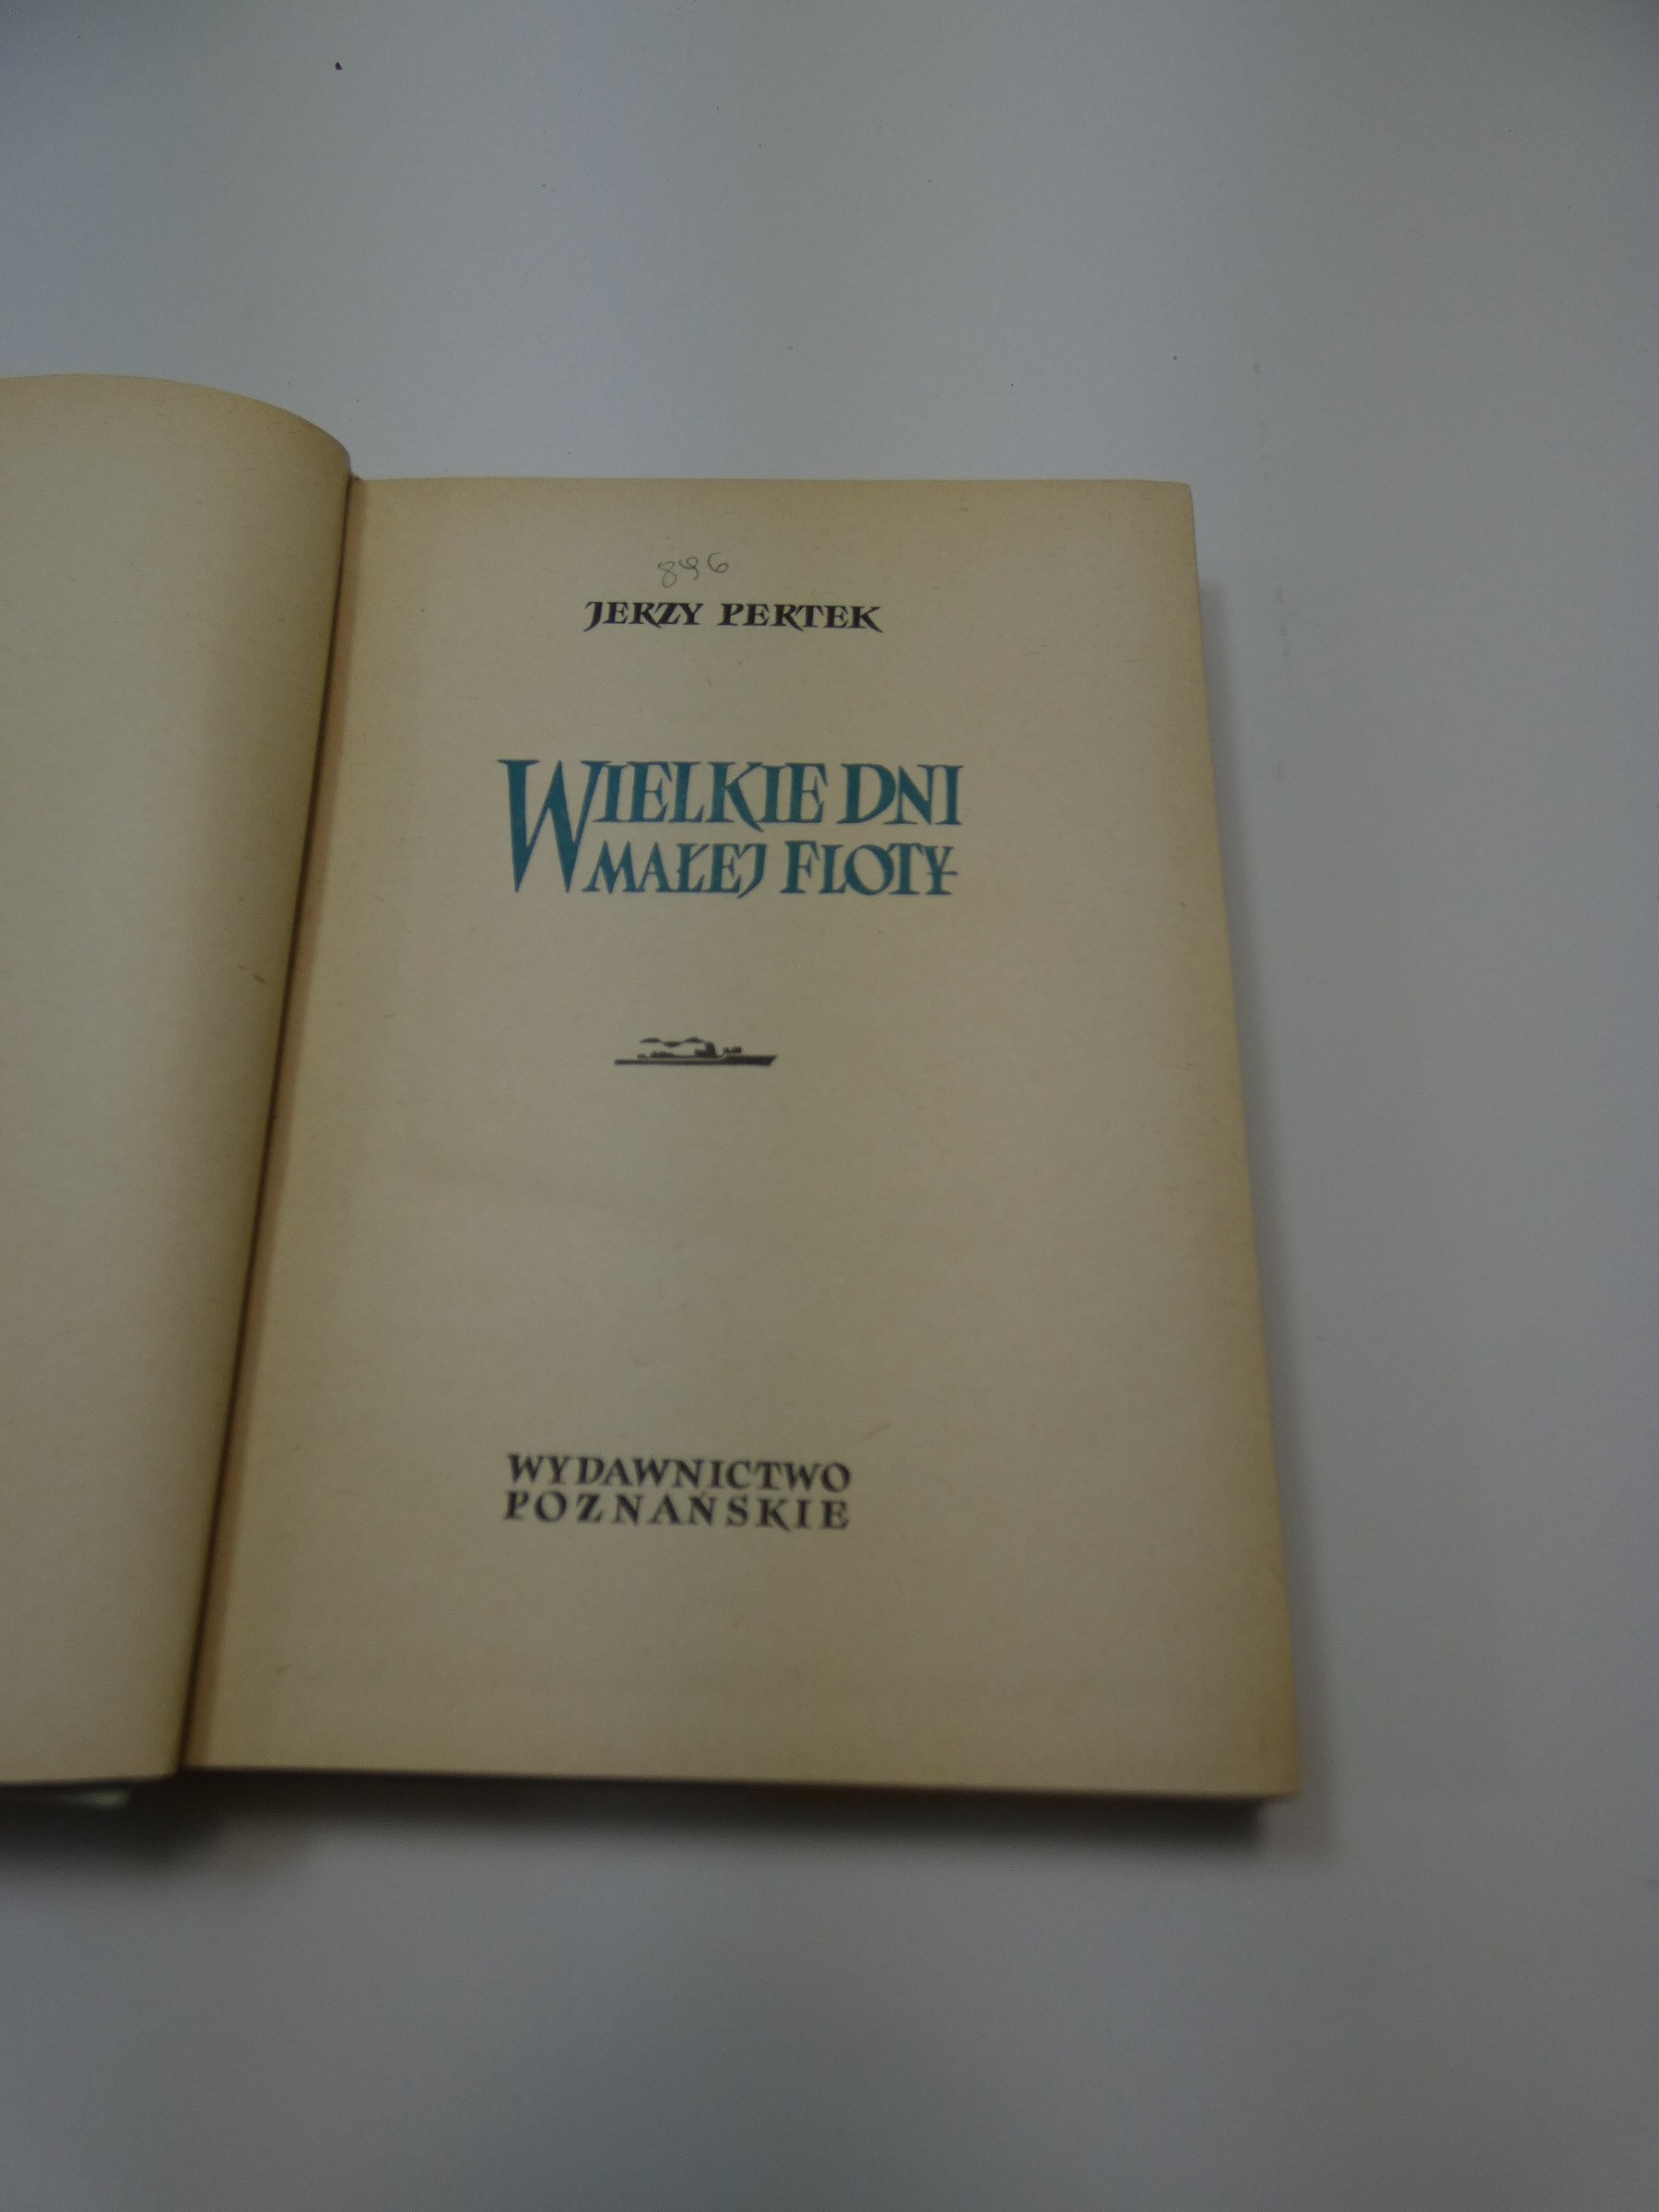 896
JERZY PERTEK
WIELKIE DNI
MAŁEJ FLOTY
WYDAWNICTWO
POZNAŃSKIE